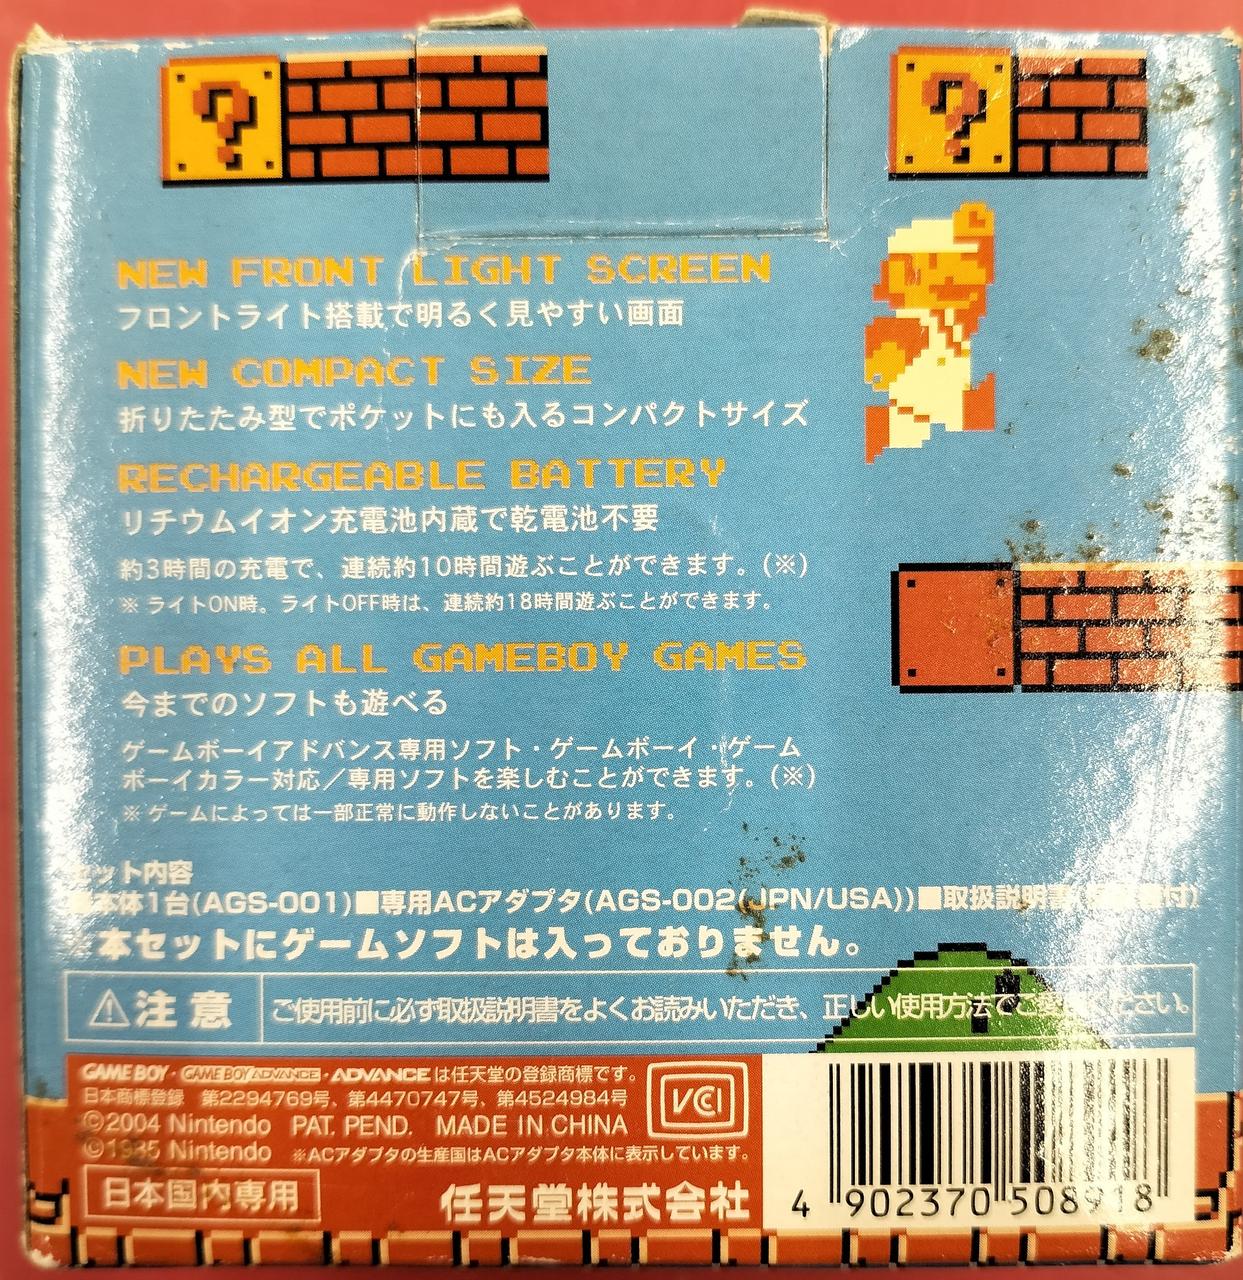 NEW FRONT LIGHT SCREEN
フロントライト搭載で明るく見やすい画面
NEW COMPACT SIZE
折りたたみ型でポケットにも入るコンパクトサイズ
RECHARGEABLE BATTERY
リチウムイオン充電池内蔵で乾電池不要
約3時間の充電で、連続約10時間遊ぶことができます。(※)
※ ライトON時。ライトOFF時は、連続約18時間遊ぶことができます。
PLAYS ALL GAMEBOY GAMES
今までのソフトも遊べる
ゲームボーイアドバンス専用ソフト・ゲームボーイ・ゲーム
ボーイカラー対応／専用ソフトを楽しむことができます。(※)
※ ゲームによっては一部正常に動作しないことがあります。
セット内容
■本体1台(AGS-001)■専用ACアダプタ(AGS-002(JPN/USA))■取扱説明書
本セットにゲームソフトは入っておりません。
⚠注意 ご使用前に必ず取扱説明書をよくお読みいただき、正しい使用方法でご愛用ください。
GAME BOY・GAME BOY ADVANCE・ADVANCE は任天堂の登録商標です。
日本商標登録 第2294769号、第4470747号、第4524984号
VCCI
©2004 Nintendo PAT. PEND. MADE IN CHINA
©1985 Nintendo ※ACアダプタの生産国はACアダプタ本体に表示しています。
日本国内専用 任天堂株式会社
4 902370 508918